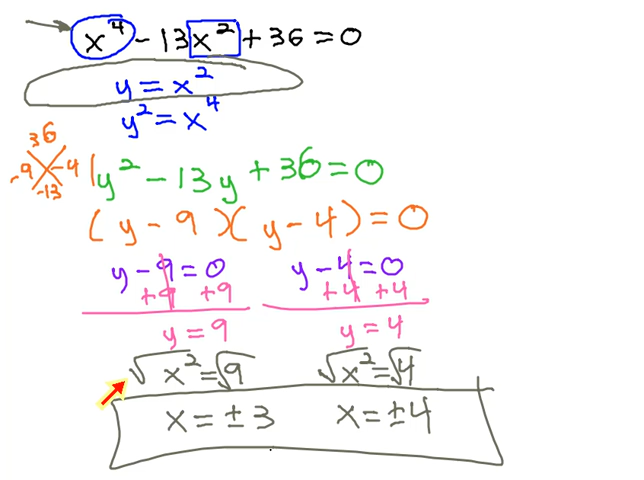 x⁴ - 13x² + 36 = 0
y = x²
y² = x⁴
36
-9 -4
-13
1y² - 13y + 36 = 0
(y - 9)(y - 4) = 0
y - 9 = 0 y - 4 = 0
+9 +9 +4 +4
y = 9 y = 4
√x² = √9 √x² = √4
x = ±3 x = ±4